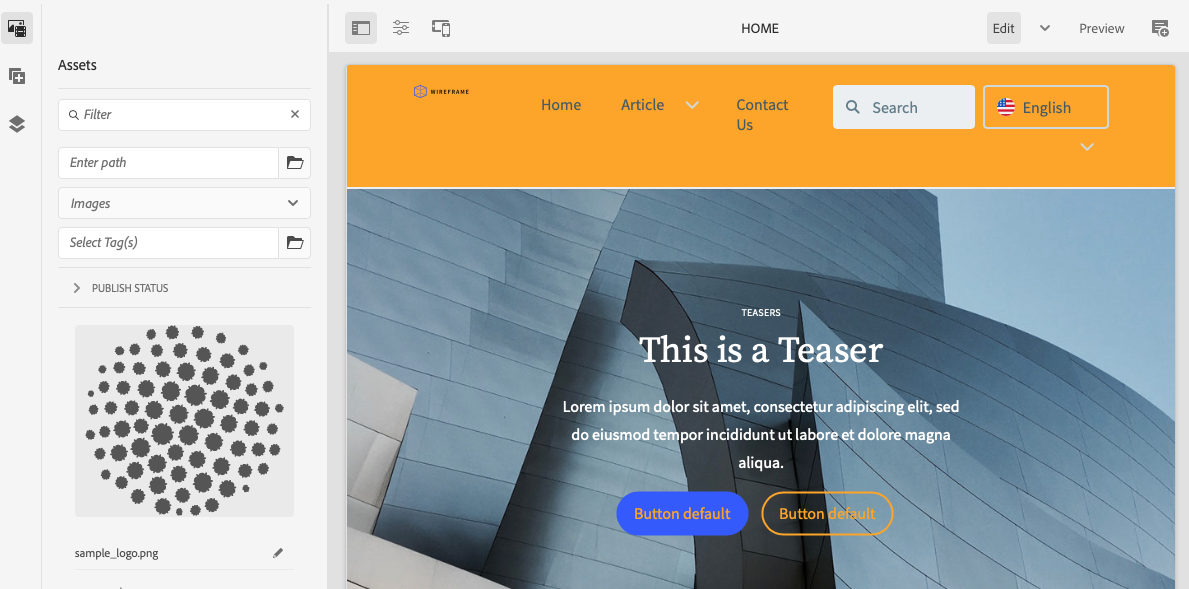 HOME
Edit
Preview
Assets
Filter
Enter path
Images
Select Tag(s)
PUBLISH STATUS
sample_logo.png
WIREFRAME
Home
Article
Contact
Us
Search
English
TEASERS
This is a Teaser
Lorem ipsum dolor sit amet, consectetur adipiscing elit, sed
do eiusmod tempor incididunt ut labore et dolore magna
aliqua.
Button default
Button default